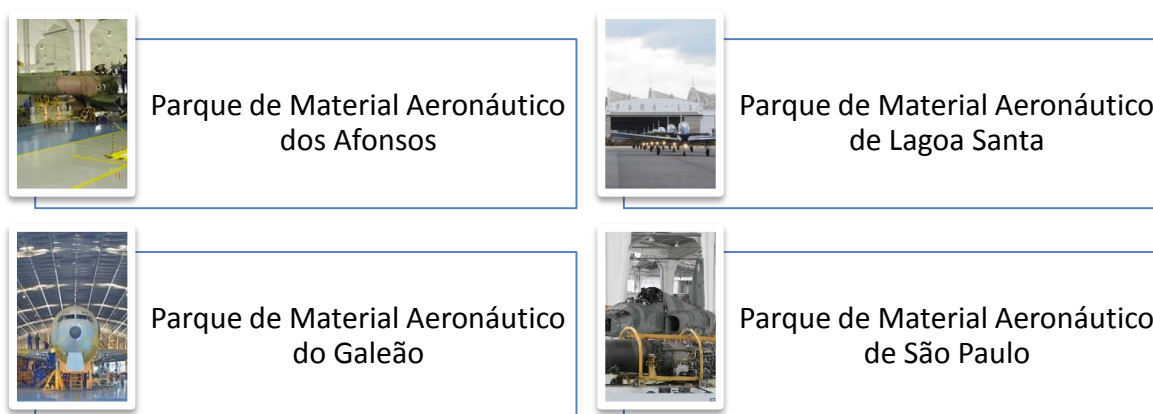 Parque de Material Aeronáutico
dos Afonsos
Parque de Material Aeronáutico
de Lagoa Santa
Parque de Material Aeronáutico
do Galeão
Parque de Material Aeronáutico
de São Paulo